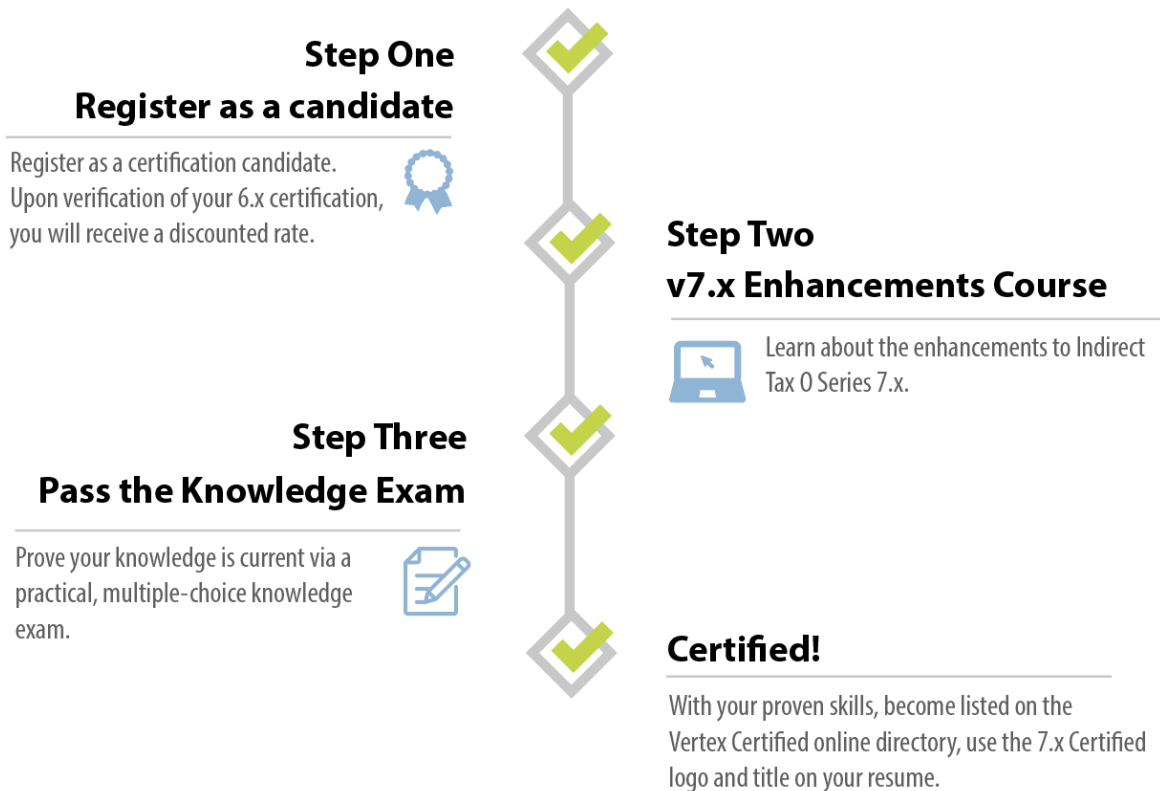 Step One
Register as a candidate
Register as a certification candidate.
Upon verification of your 6.x certification,
you will receive a discounted rate.
Step Two
v7.x Enhancements Course
Learn about the enhancements to Indirect
Tax O Series 7.x.
Step Three
Pass the Knowledge Exam
Prove your knowledge is current via a
practical, multiple-choice knowledge
exam.
Certified!
With your proven skills, become listed on the
Vertex Certified online directory, use the 7.x Certified
logo and title on your resume.